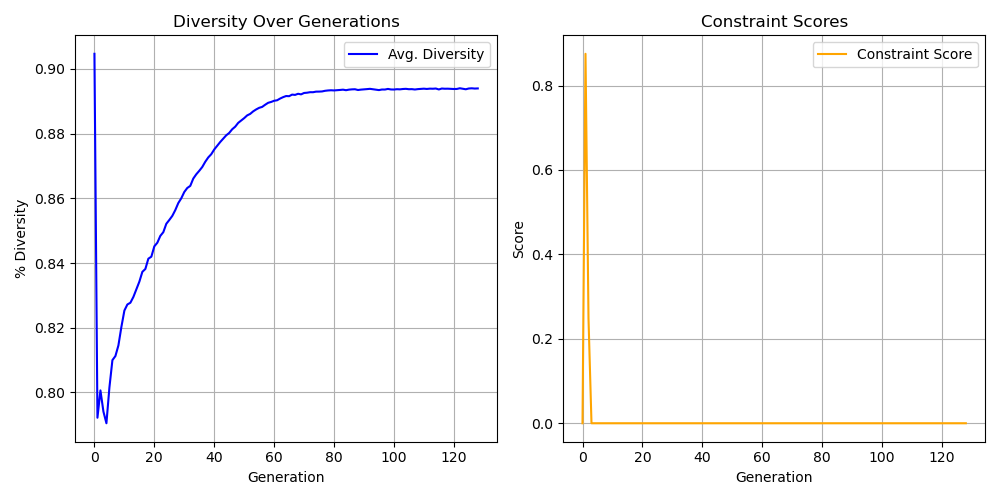 Diversity Over Generations
Avg. Diversity
% Diversity
0.90
0.88
0.86
0.84
0.82
0.80
0 20 40 60 80 100 120
Generation
Constraint Scores
Constraint Score
Score
0.8
0.6
0.4
0.2
0.0
0 20 40 60 80 100 120
Generation